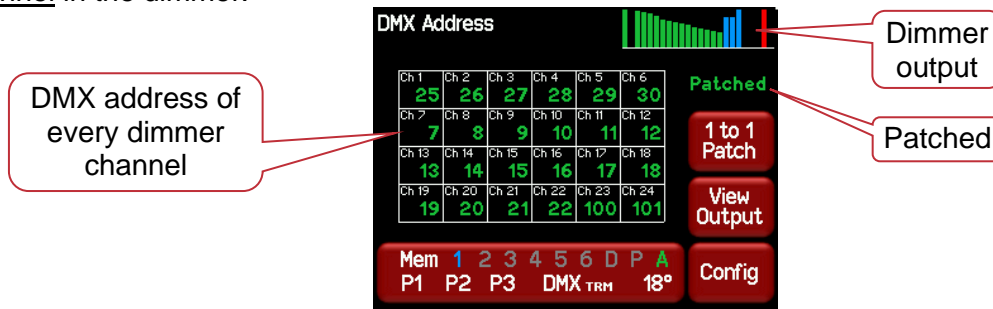 in the dimmer.
DMX Address
Dimmer
output
DMX address of
every dimmer
channel
Ch 1 Ch 2 Ch 3 Ch 4 Ch 5 Ch 6
25 26 27 28 29 30
Ch 7 Ch 8 Ch 9 Ch 10 Ch 11 Ch 12
7 8 9 10 11 12
Ch 13 Ch 14 Ch 15 Ch 16 Ch 17 Ch 18
13 14 15 16 17 18
Ch 19 Ch 20 Ch 21 Ch 22 Ch 23 Ch 24
19 20 21 22 100 101
Patched
Patched
1 to 1
Patch
View
Output
Mem 1 2 3 4 5 6 D P A
P1 P2 P3 DMX TRM 18°
Config